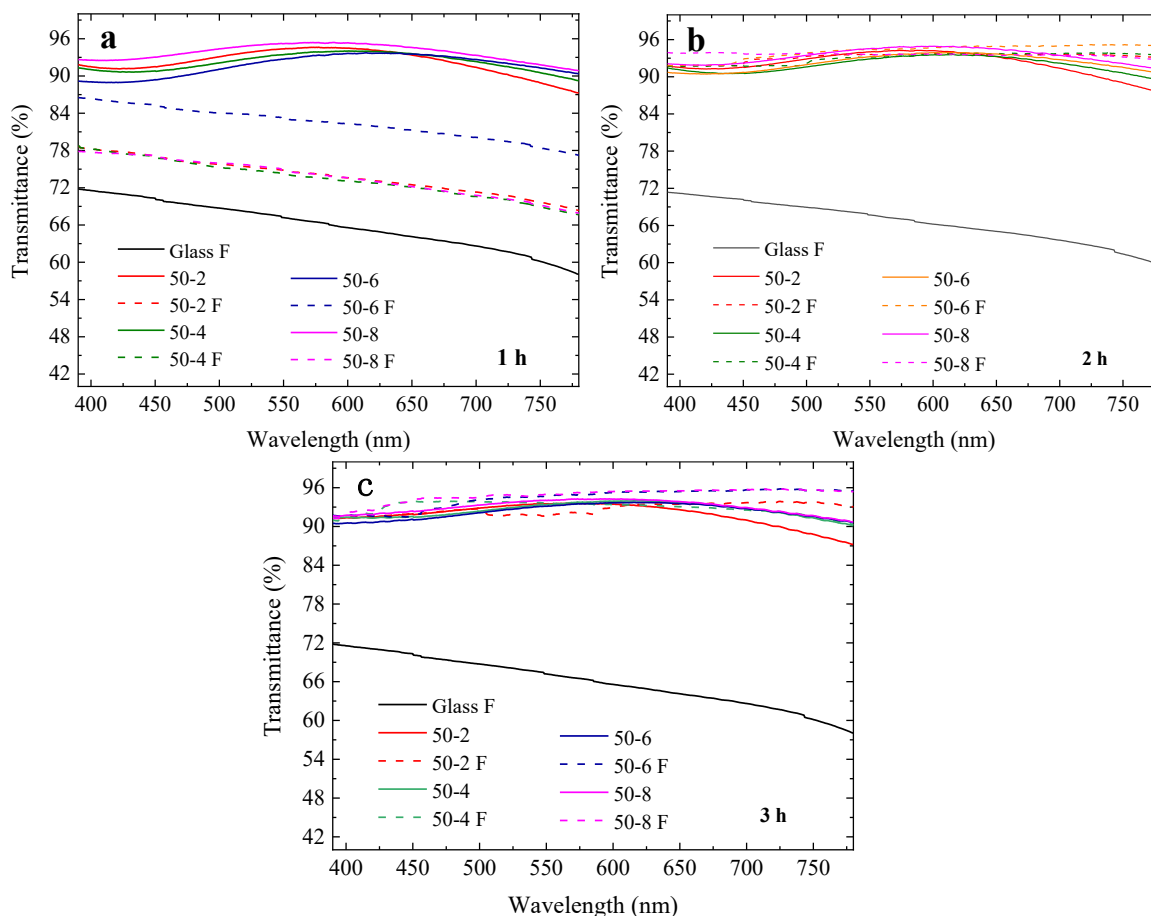 a
Transmittance (%)
96
90
84
78
72
66
60
54
48
42
Glass F
50-2
50-2 F
50-4
50-4 F
50-6
50-6 F
50-8
50-8 F
1 h
400 450 500 550 600 650 700 750
Wavelength (nm)
b
Transmittance (%)
96
90
84
78
72
66
60
54
48
42
Glass F
50-2
50-2 F
50-4
50-4 F
50-6
50-6 F
50-8
50-8 F
2 h
400 450 500 550 600 650 700 750
Wavelength (nm)
c
Transmittance (%)
96
90
84
78
72
66
60
54
48
42
Glass F
50-2
50-2 F
50-4
50-4 F
50-6
50-6 F
50-8
50-8 F
3 h
400 450 500 550 600 650 700 750
Wavelength (nm)